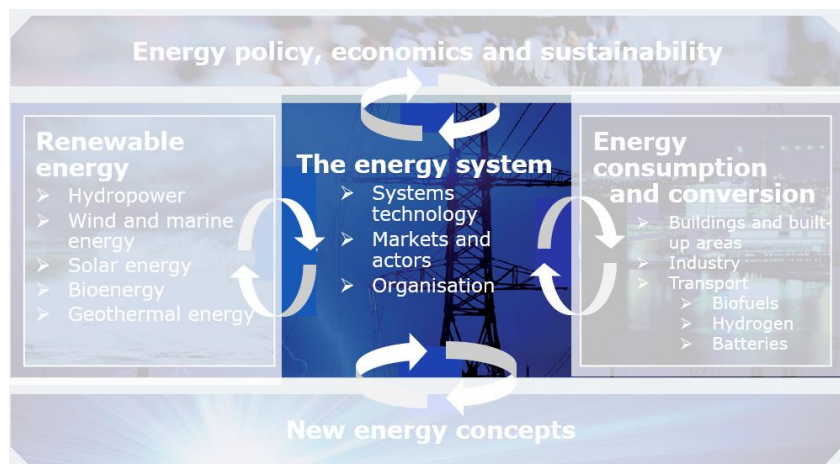 Energy policy, economics and sustainability
Renewable
energy
➤ Hydropower
➤ Wind and marine
energy
➤ Solar energy
➤ Bioenergy
➤ Geothermal energy
The energy system
➤ Systems
technology
➤ Markets and
actors
➤ Organisation
Energy
consumption
and conversion
➤ Buildings and built-
up areas
➤ Industry
➤ Transport
➤ Biofuels
➤ Hydrogen
➤ Batteries
New energy concepts